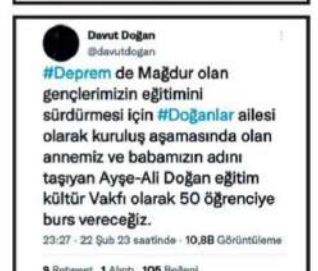 Davut Doğan
@davutdogan
#Deprem de Mağdur olan
gençlerimizin eğitimini
sürdürmesi için #Doğanlar ailesi
olarak kuruluş aşamasında olan
annemiz ve babamızın adını
taşıyan Ayşe-Ali Doğan eğitim
kültür Vakfı olarak 50 öğrenciye
burs vereceğiz.
23:27 · 22 Şub 23 saatinde · 10,8B Görüntüleme
9 Retweet 1 Alıntı 105 Beğeni